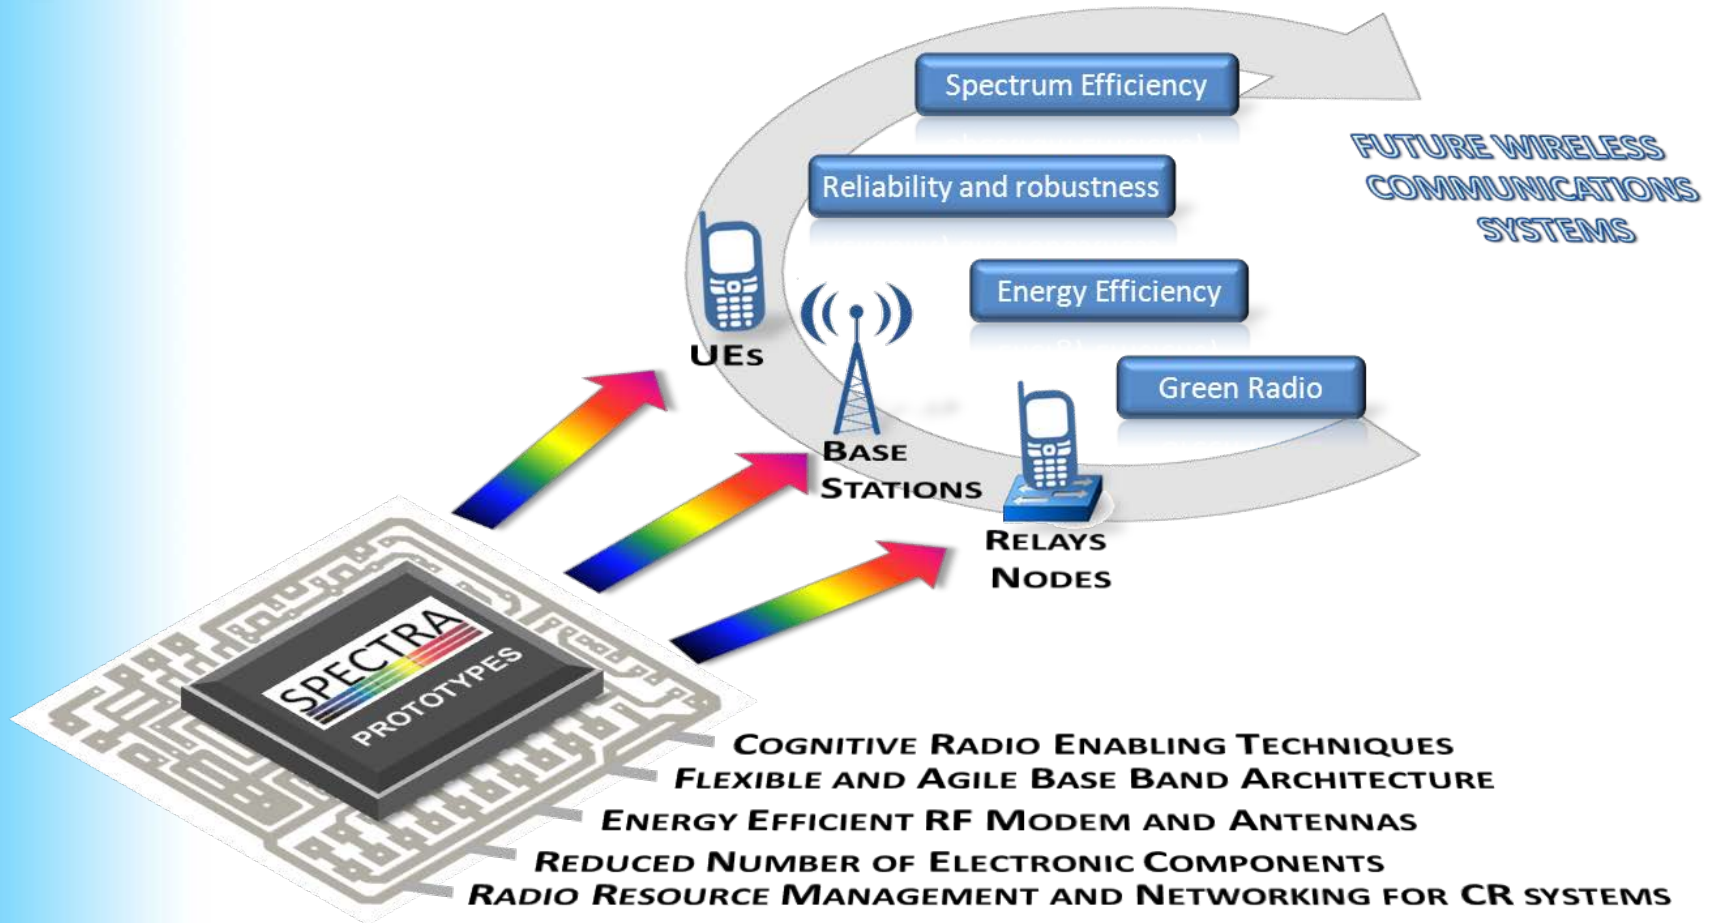 Spectrum Efficiency
FUTURE WIRELESS
COMMUNICATIONS
SYSTEMS
Reliability and robustness
Energy Efficiency
UEs
Green Radio
BASE
STATIONS
RELAYS
NODES
SPECTRA
PROTOTYPES
COGNITIVE RADIO ENABLING TECHNIQUES
FLEXIBLE AND AGILE BASE BAND ARCHITECTURE
ENERGY EFFICIENT RF MODEM AND ANTENNAS
REDUCED NUMBER OF ELECTRONIC COMPONENTS
RADIO RESOURCE MANAGEMENT AND NETWORKING FOR CR SYSTEMS